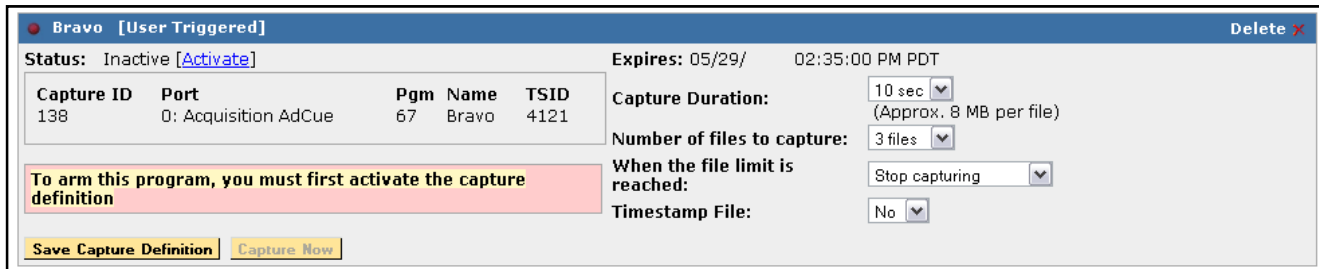 Bravo [User Triggered] Delete X
Status: Inactive [Activate]
Expires: 05/29/ 02:35:00 PM PDT
Capture ID Port Pgm Name TSID
138 0: Acquisition AdCue 67 Bravo 4121
To arm this program, you must first activate the capture
definition
Capture Duration: 10 sec
(Approx. 8 MB per file)
Number of files to capture: 3 files
When the file limit is
reached: Stop capturing
Timestamp File: No
Save Capture Definition Capture Now